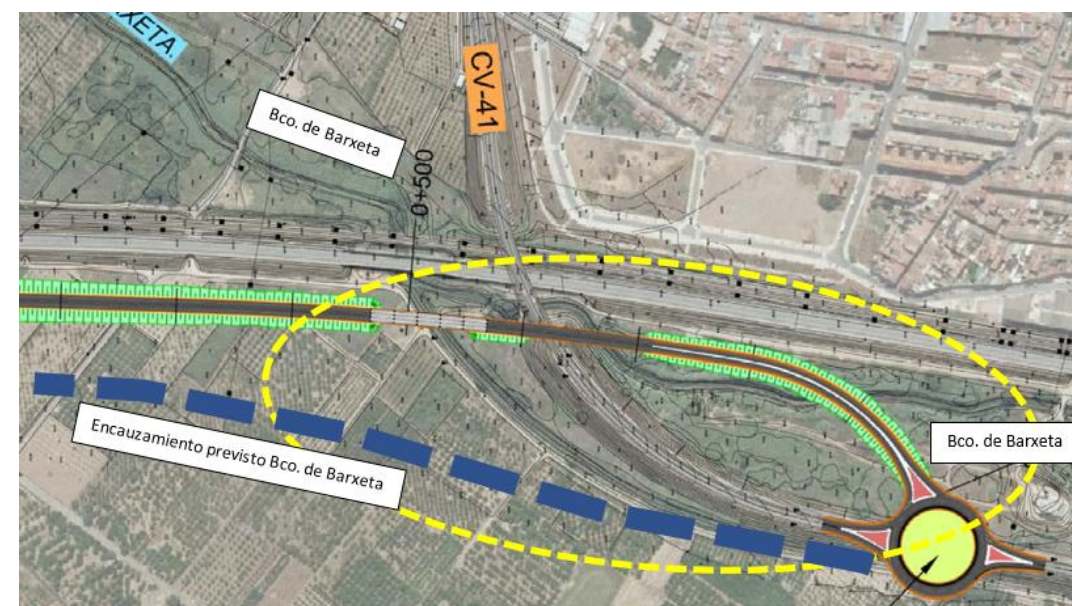 XETA.
Bco. de Barxeta
CV-41
0+500
Encauzamiento previsto Bco. de Barxeta
Bco. de Barxeta